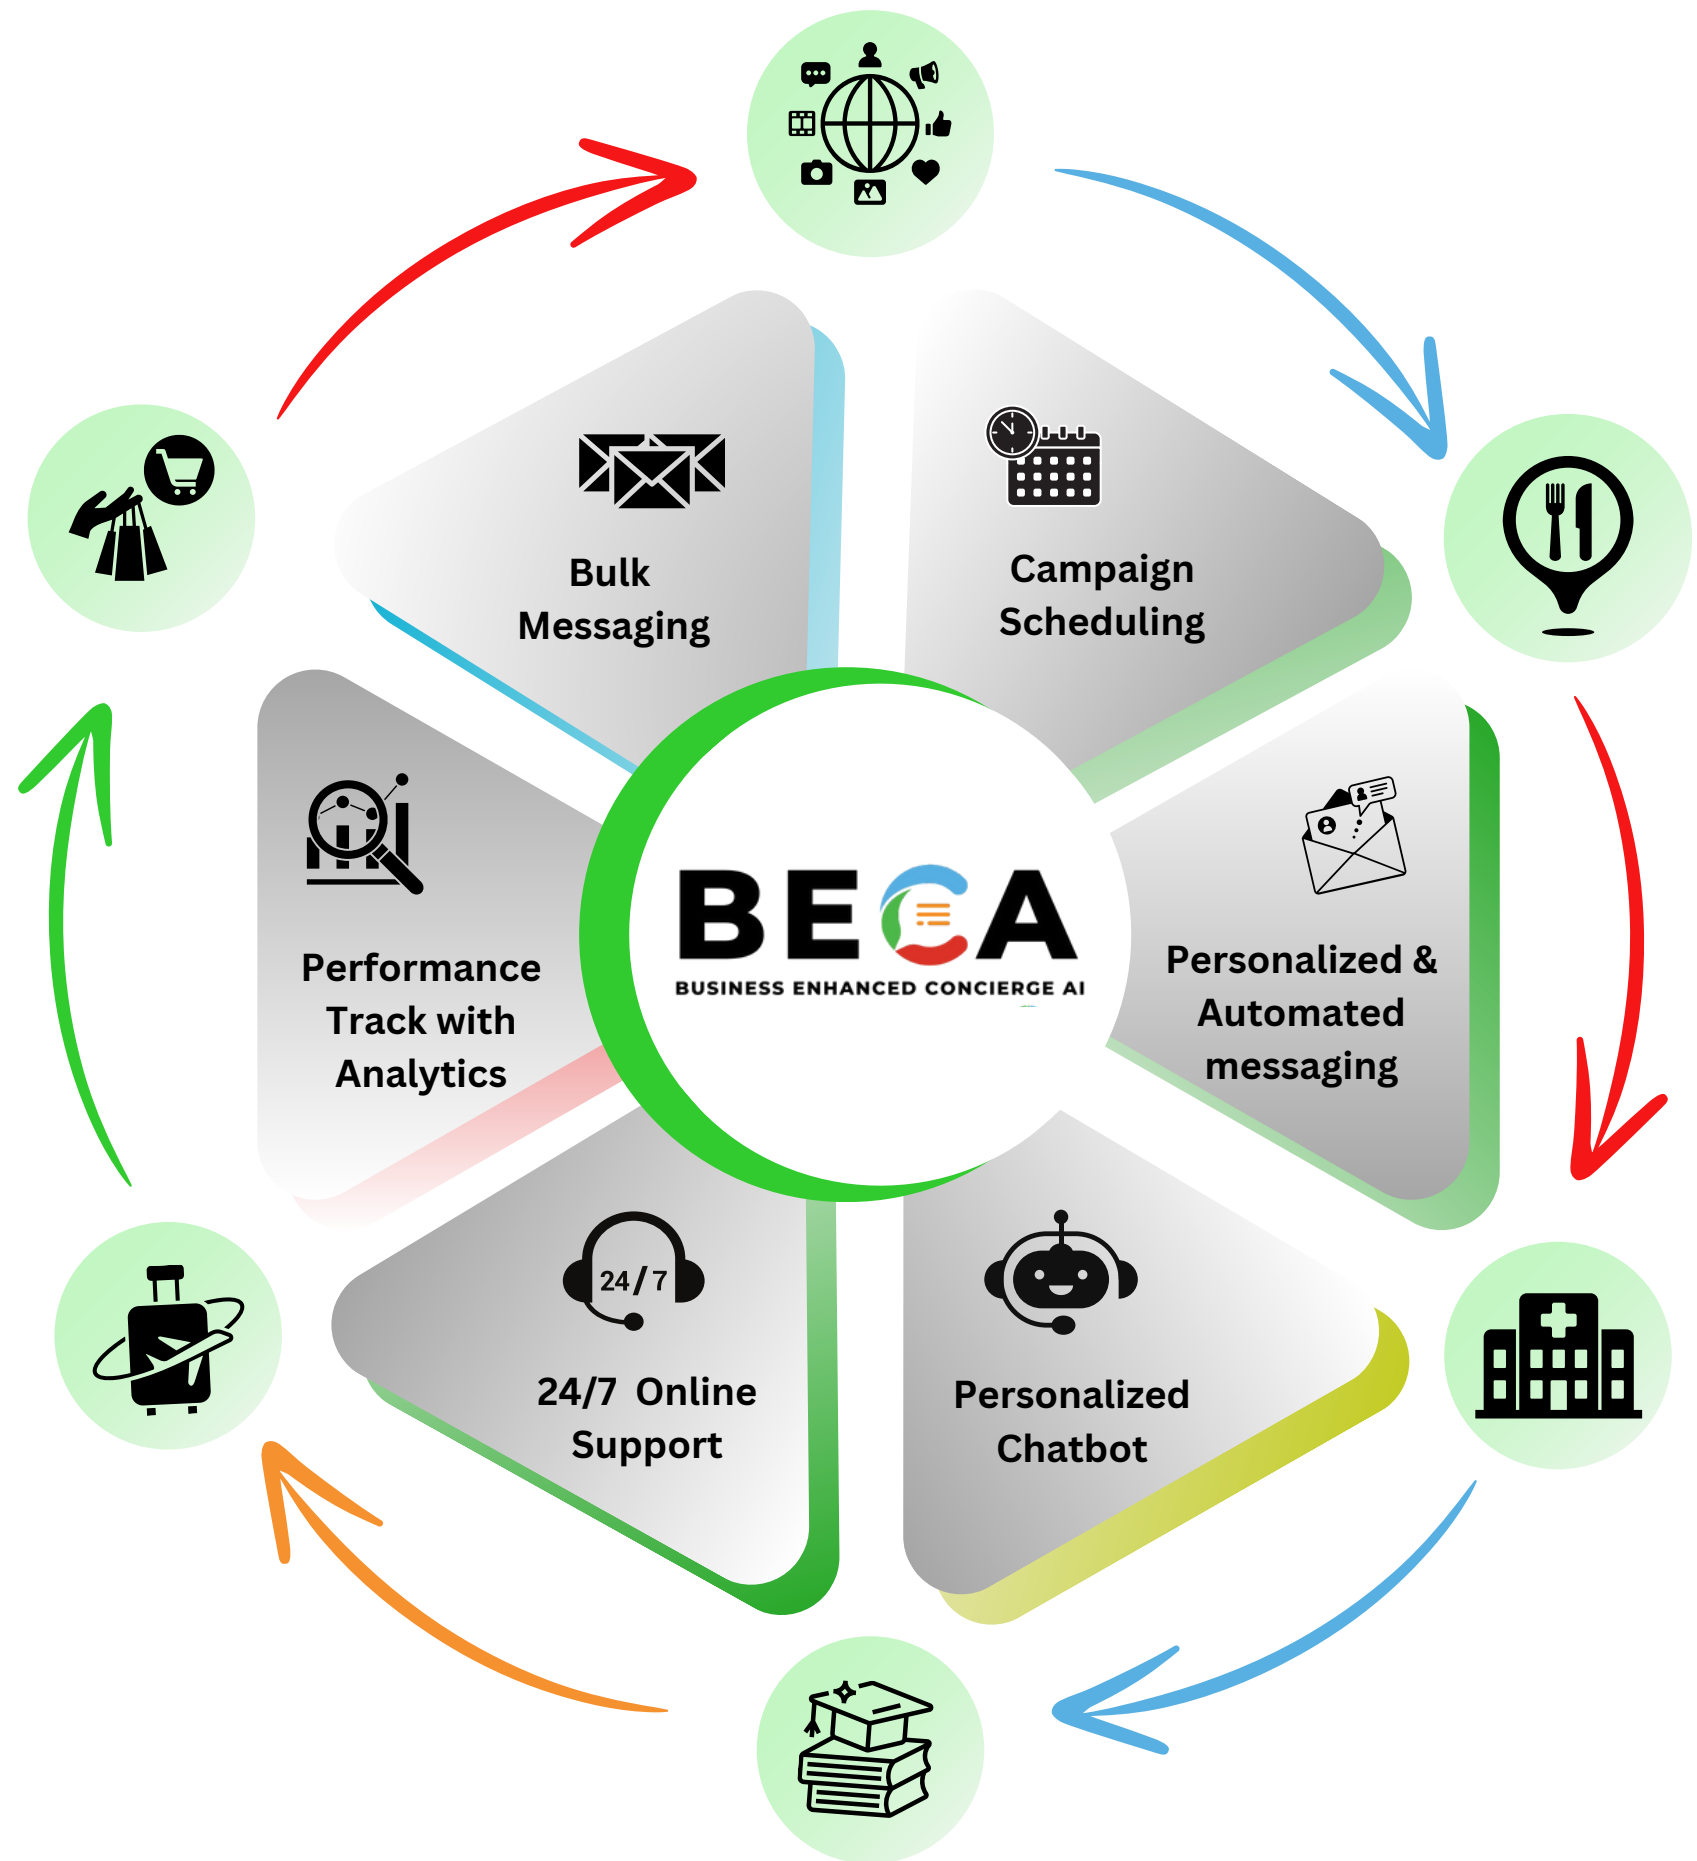 Bulk
Messaging
Campaign
Scheduling
Performance
Track with
Analytics
BECA
BUSINESS ENHANCED CONCIERGE AI
Personalized &
Automated
messaging
24/7
24/7 Online
Support
Personalized
Chatbot